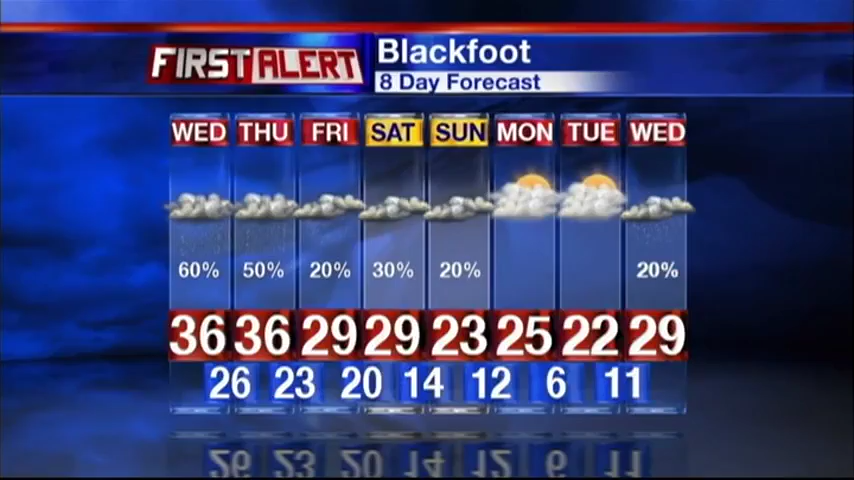 FIRST ALERT
Blackfoot
8 Day Forecast
WED THU FRI SAT SUN MON TUE WED
60% 50% 20% 30% 20% 20%
36 36 29 29 23 25 22 29
26 23 20 14 12 6 11